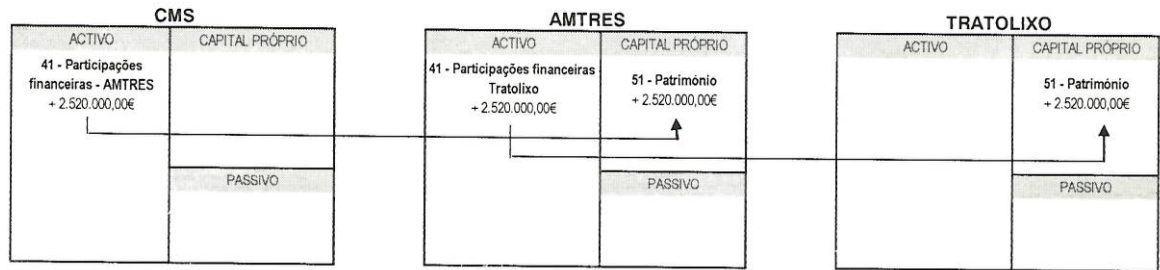 CMS
ACTIVO
CAPITAL PRÓPRIO
41 - Participações
financeiras - AMTRES
+ 2.520.000,00€
PASSIVO
AMTRES
ACTIVO
CAPITAL PRÓPRIO
41 - Participações financeiras
Tratolixo
+ 2.520.000,00€
51 - Património
+ 2.520.000,00€
PASSIVO
TRATOLIXO
ACTIVO
CAPITAL PRÓPRIO
51 - Património
+ 2.520.000,00€
PASSIVO